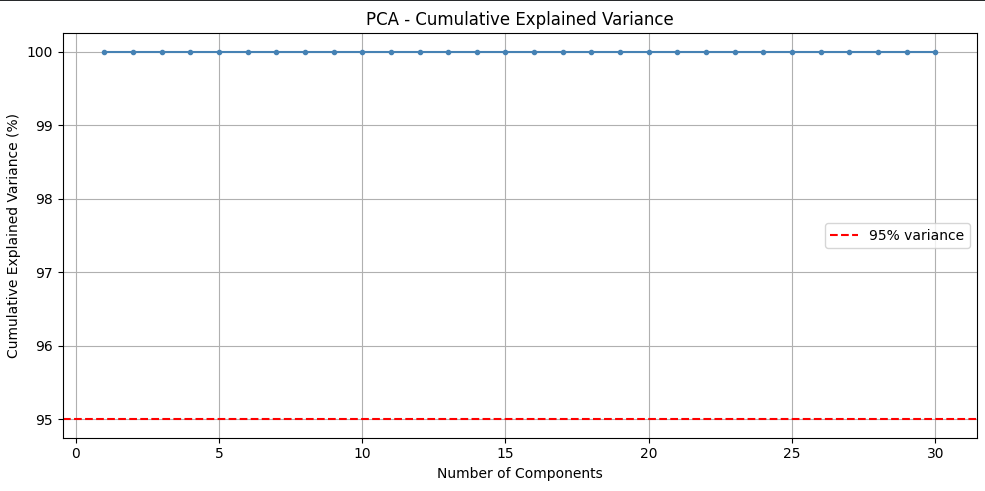 PCA - Cumulative Explained Variance
Cumulative Explained Variance (%)
100
99
98
97
96
95
95% variance
0 5 10 15 20 25 30
Number of Components